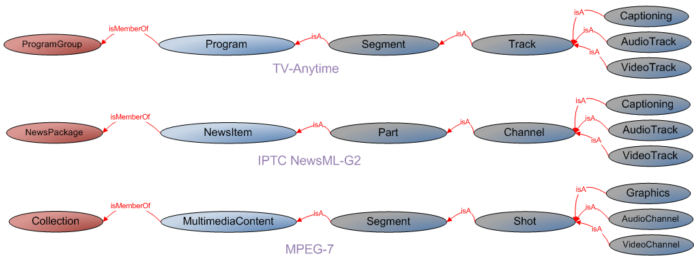 Captioning
isMemberOf
isA
isA
isA
isA
ProgramGroup
Program
Segment
Track
AudioTrack
isA
VideoTrack
TV-Anytime
Captioning
isMemberOf
isA
isA
isA
isA
NewsPackage
NewsItem
Part
Channel
AudioTrack
isA
VideoTrack
IPTC NewsML-G2
Graphics
isMemberOf
isA
isA
isA
isA
Collection
MultimediaContent
Segment
Shot
AudioChannel
isA
VideoChannel
MPEG-7